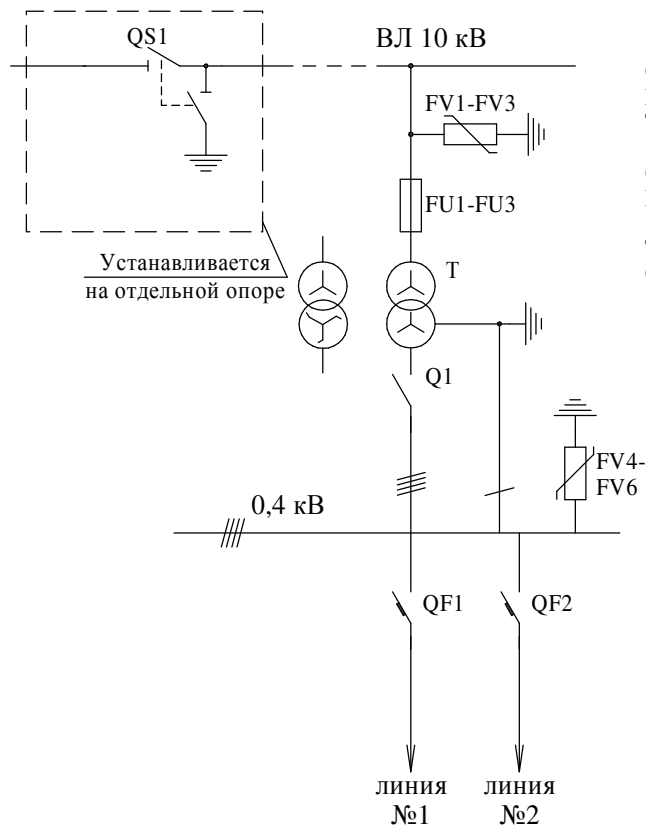 QS1
ВЛ 10 кВ
FV1-FV3
FU1-FU3
Устанавливается
на отдельной опоре
T
Q1
0,4 кВ
FV4-
FV6
QF1
QF2
линия
№1
линия
№2